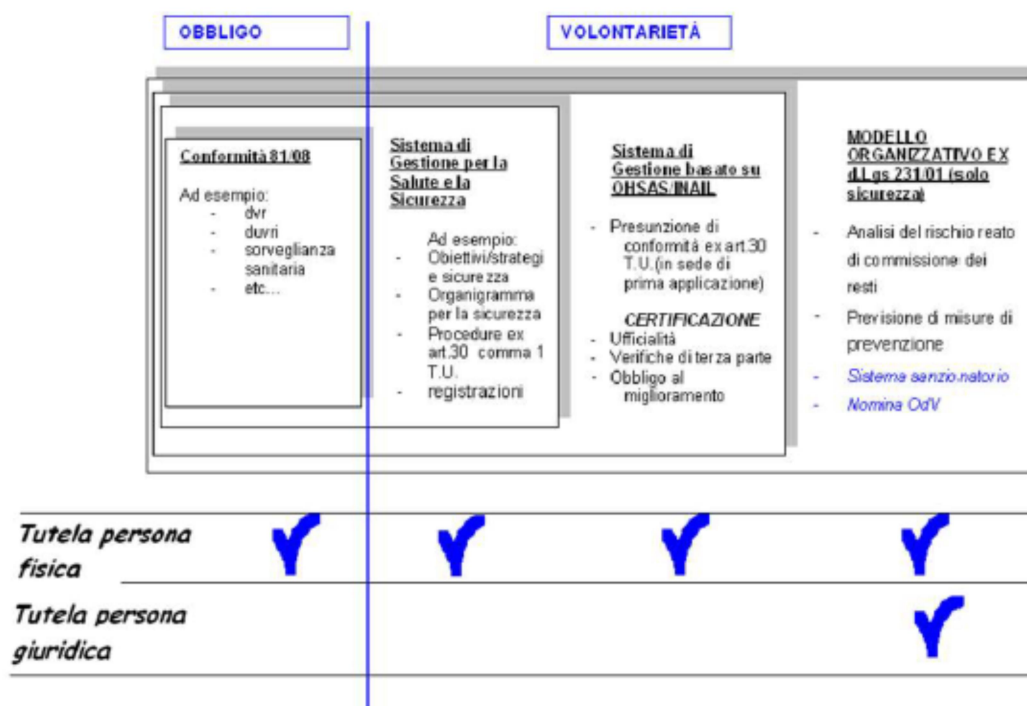 OBBLIGO
VOLONTARIETÀ
Conformità 81/08
Ad esempio:
- dvr
- duvri
- sorveglianza
sanitaria
- etc...
Sistema di
Gestione per la
Salute e la
Sicurezza
Ad esempio:
- Obiettivi/strategi
e sicurezza
- Organigramma
per la sicurezza
- Procedure ex
art.30 comma 1
T.U.
- registrazioni
Sistema di
Gestione basato su
OHSAS/INAIL
- Presunzione di
conformità ex art.30
T.U.(in sede di
prima applicazione)
CERTIFICAZIONE
- Ufficialità
- Verifiche di terza parte
- Obbligo al
miglioramento
MODELLO
ORGANIZZATIVO EX
d.Lgs 231/01 (solo
sicurezza)
- Analisi del rischio reato
di commissione dei
resti
- Previsione di misure di
prevenzione
- Sistema sanzionatorio
- Nomina OdV
Tutela persona
fisica
Tutela persona
giuridica